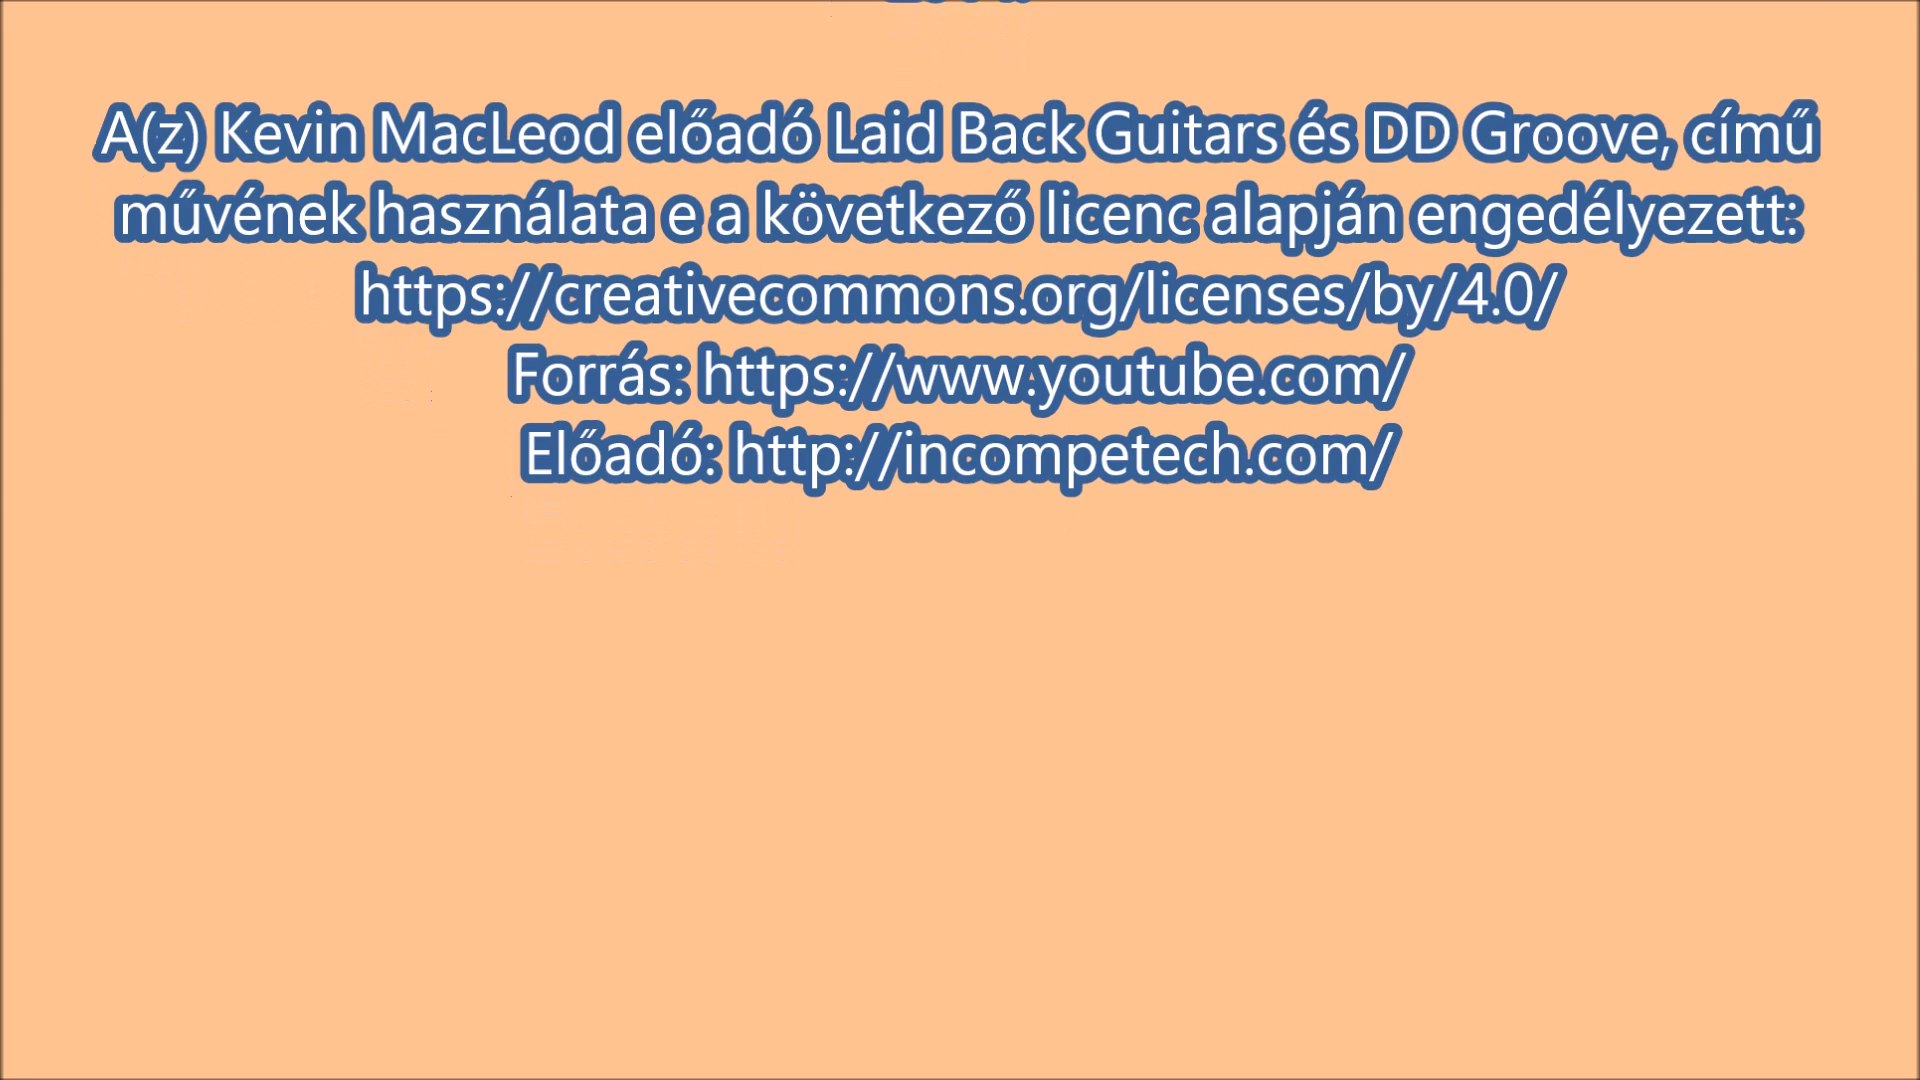 A(z) Kevin MacLeod előadó Laid Back Guitars és DD Groove, című
művének használata e a következő licenc alapján engedélyezett:
https://creativecommons.org/licenses/by/4.0/
Forrás: https://www.youtube.com/
Előadó: http://incompetech.com/